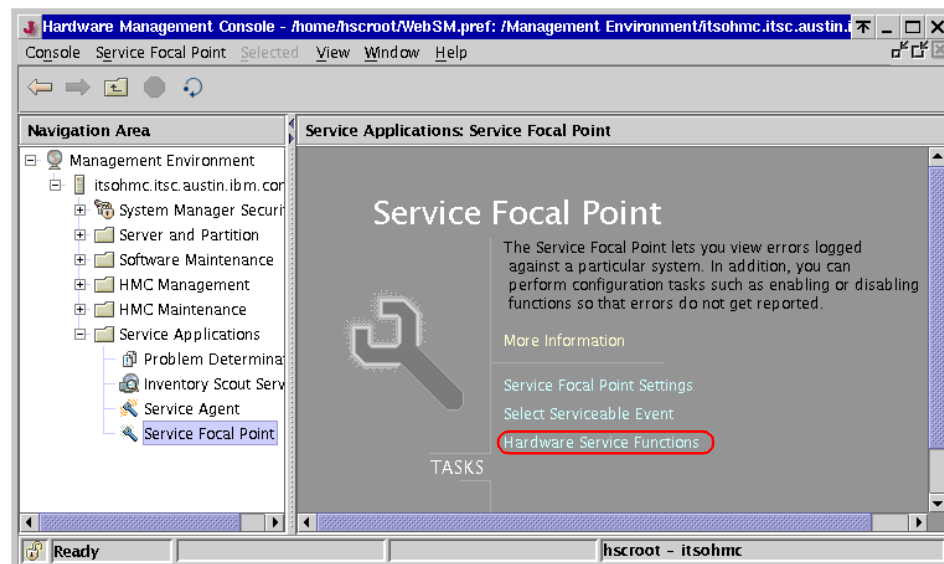 Hardware Management Console - /home/hscroot/WebSM.pref: /Management Environment/itsohmc.itsc.austin.i
Console Service Focal Point Selected View Window Help
Navigation Area
Service Applications: Service Focal Point
Management Environment
itsohmc.itsc.austin.ibm.com
System Manager Securit
Server and Partition
Software Maintenance
HMC Management
HMC Maintenance
Service Applications
Problem Determinat
Inventory Scout Serv
Service Agent
Service Focal Point
Service Focal Point
The Service Focal Point lets you view errors logged
against a particular system. In addition, you can
perform configuration tasks such as enabling or disabling
functions so that errors do not get reported.
More Information
Service Focal Point Settings
Select Serviceable Event
Hardware Service Functions
TASKS
Ready
hscroot - itsohmc